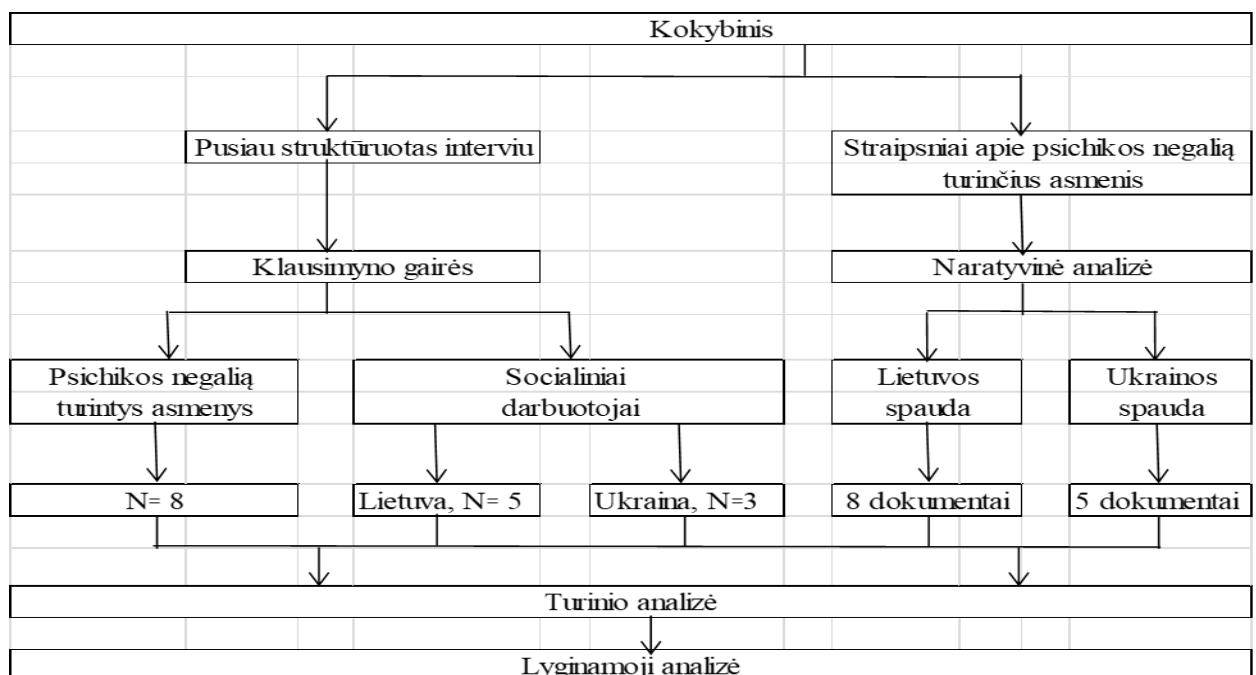 Kokybinis
Pusiau struktūruotas interviu
Straipsniai apie psichikos negalią
turinčius asmenis
Klausimyno gairės
Naratyvinė analizė
Psichikos negalią
turintys asmenys
Socialiniai
darbuotojai
Lietuvos
spauda
Ukrainos
spauda
N= 8
Lietuva, N= 5
Ukraina, N=3
8 dokumentai
5 dokumentai
Turinio analizė
Lyginamoji analizė